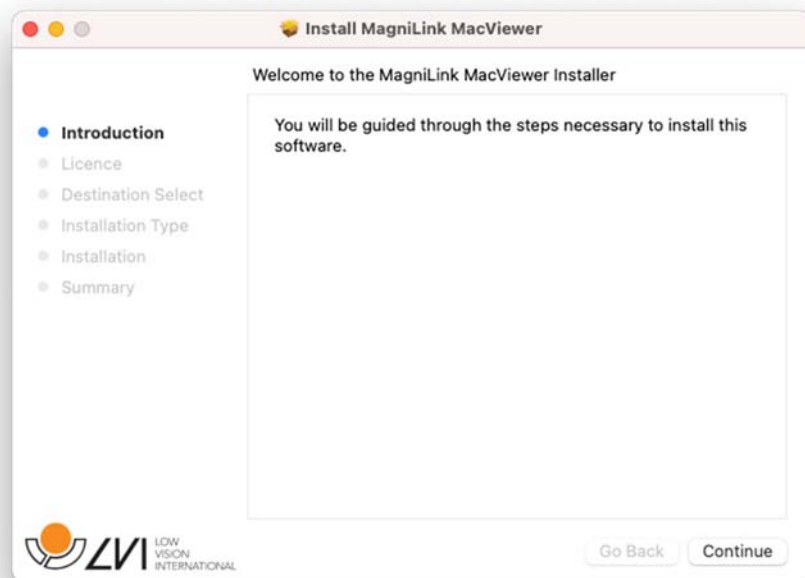 Install MagniLink MacViewer
Welcome to the MagniLink MacViewer Installer
Introduction
Licence
Destination Select
Installation Type
Installation
Summary
You will be guided through the steps necessary to install this
software.
LVI
LOW
VISION
INTERNATIONAL
Go Back
Continue